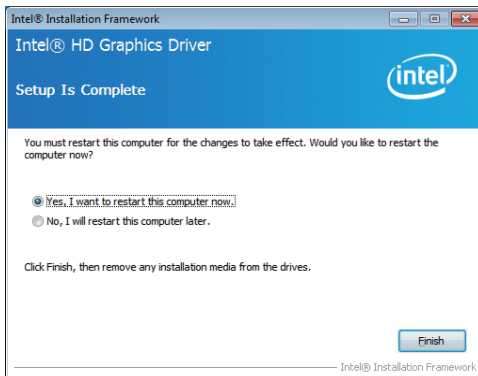 Intel® Installation Framework
Intel® HD Graphics Driver
Setup Is Complete
intel
You must restart this computer for the changes to take effect. Would you like to restart the
computer now?
Yes, I want to restart this computer now.
No, I will restart this computer later.
Click Finish, then remove any installation media from the drives.
Finish
Intel® Installation Framework